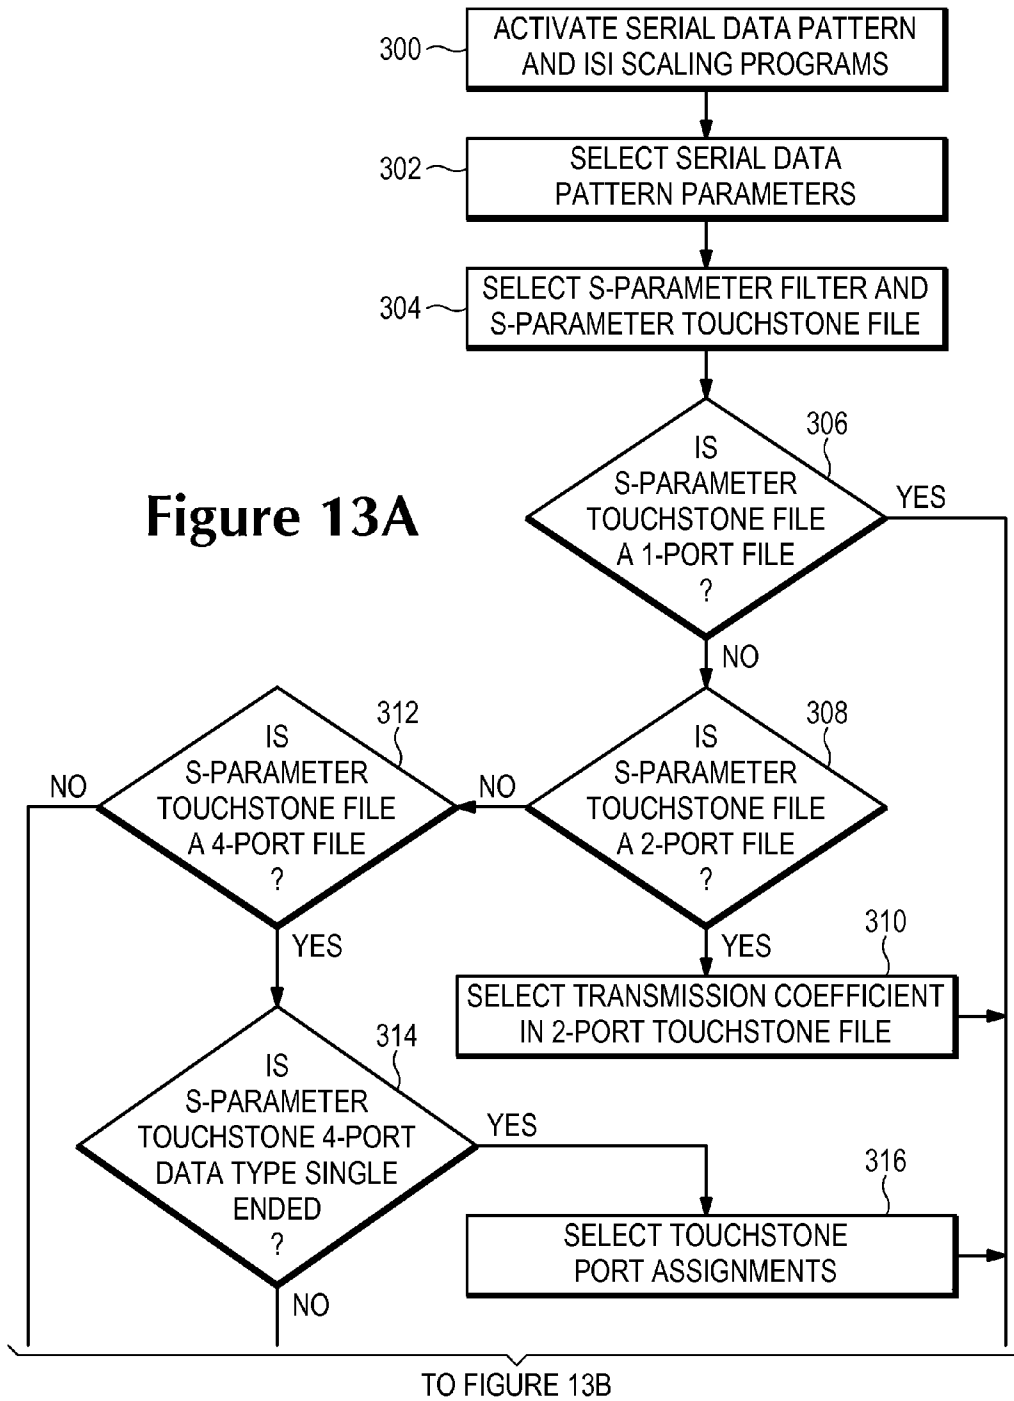 300
ACTIVATE SERIAL DATA PATTERN
AND ISI SCALING PROGRAMS
302
SELECT SERIAL DATA
PATTERN PARAMETERS
304
SELECT S-PARAMETER FILTER AND
S-PARAMETER TOUCHSTONE FILE
306
IS
S-PARAMETER
TOUCHSTONE FILE
A 1-PORT FILE
?
YES
NO
Figure 13A
308
IS
S-PARAMETER
TOUCHSTONE FILE
A 2-PORT FILE
?
NO
YES
312
IS
S-PARAMETER
TOUCHSTONE FILE
A 4-PORT FILE
?
NO
YES
310
SELECT TRANSMISSION COEFFICIENT
IN 2-PORT TOUCHSTONE FILE
314
IS
S-PARAMETER
TOUCHSTONE 4-PORT
DATA TYPE SINGLE
ENDED
?
YES
NO
316
SELECT TOUCHSTONE
PORT ASSIGNMENTS
TO FIGURE 13B